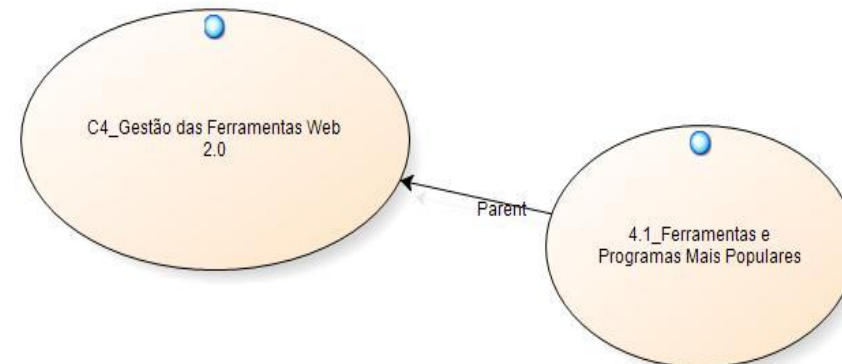 C4_Gestão das Ferramentas Web
2.0
Parent
4.1_Ferramentas e
Programas Mais Populares